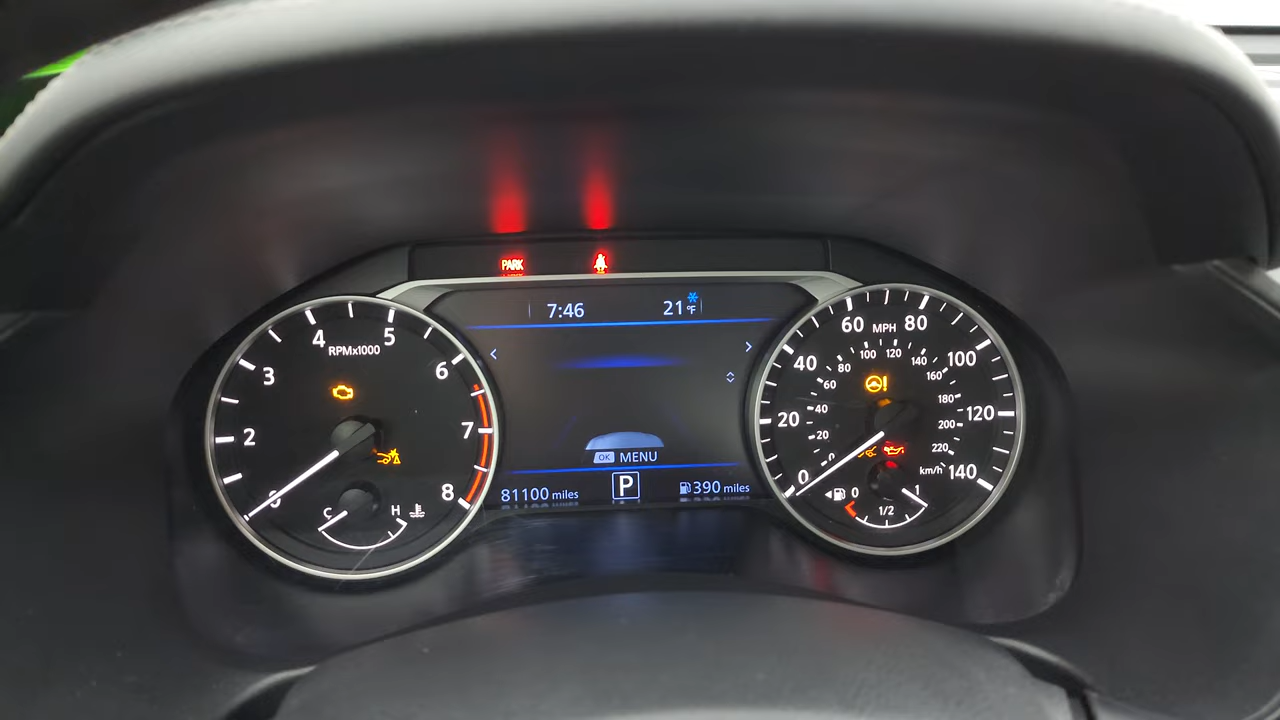 PARK
7:46 21°F
4 5
RPMx1000
3 6
2 7
0 8
C H
OK MENU
81100 miles P 390 miles
60 MPH 80
100 120
40 80 140 100
60 160
180
20 40 200 120
20 220
0 0 km/h 140
0 1
1/2